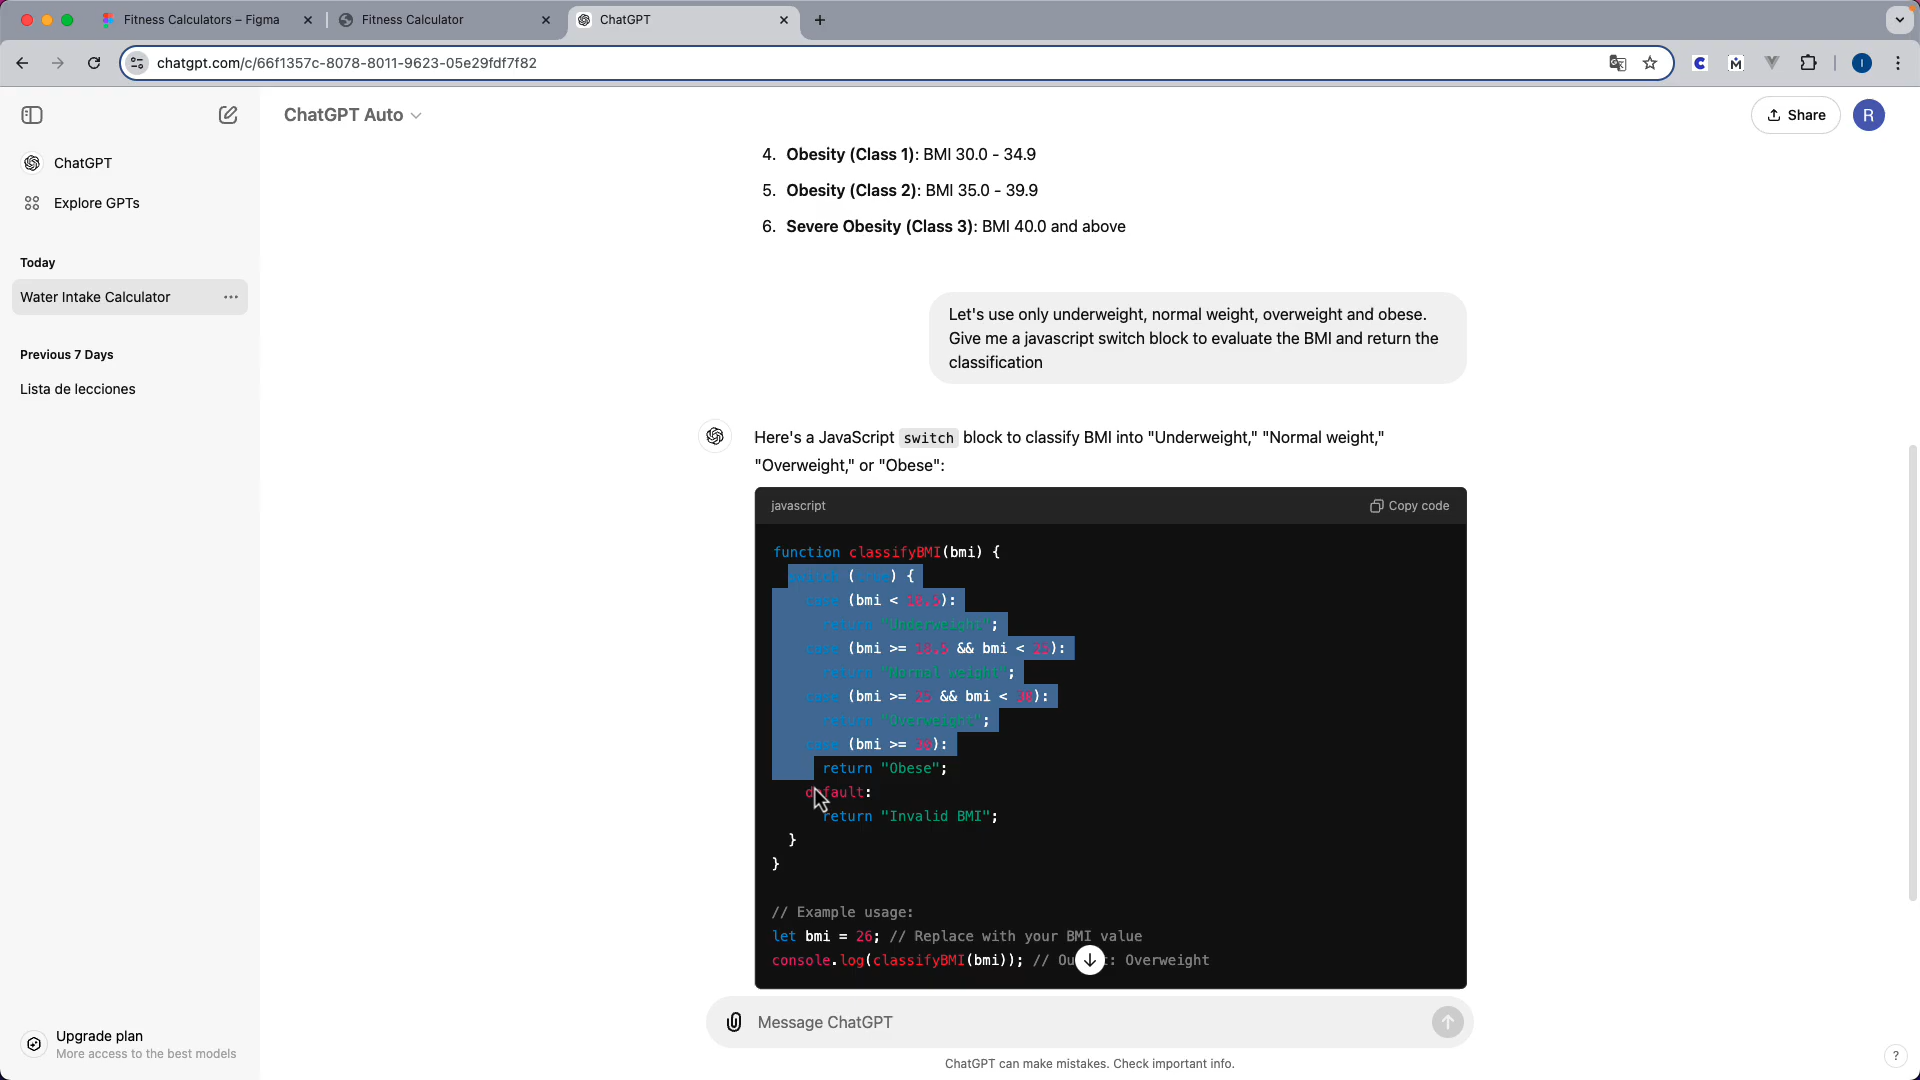 Fitness Calculators – Figma
Fitness Calculator
ChatGPT
chatgpt.com/c/66f1357c-8078-8011-9623-05e29fdf7f82
ChatGPT Auto
Share
R
ChatGPT
Explore GPTs
Today
Water Intake Calculator
Previous 7 Days
Lista de lecciones
4. Obesity (Class 1): BMI 30.0 - 34.9
5. Obesity (Class 2): BMI 35.0 - 39.9
6. Severe Obesity (Class 3): BMI 40.0 and above
Let's use only underweight, normal weight, overweight and obese.
Give me a javascript switch block to evaluate the BMI and return the
classification
Here's a JavaScript switch block to classify BMI into "Underweight," "Normal weight,"
"Overweight," or "Obese":
javascript
Copy code
function classifyBMI(bmi) {
switch (true) {
case (bmi < 18.5):
return "Underweight";
case (bmi >= 18.5 && bmi < 25):
return "Normal weight";
case (bmi >= 25 && bmi < 30):
return "Overweight";
case (bmi >= 30):
return "Obese";
default:
return "Invalid BMI";
}
}
// Example usage:
let bmi = 26; // Replace with your BMI value
console.log(classifyBMI(bmi)); // Ou t: Overweight
Message ChatGPT
ChatGPT can make mistakes. Check important info.
Upgrade plan
More access to the best models
?